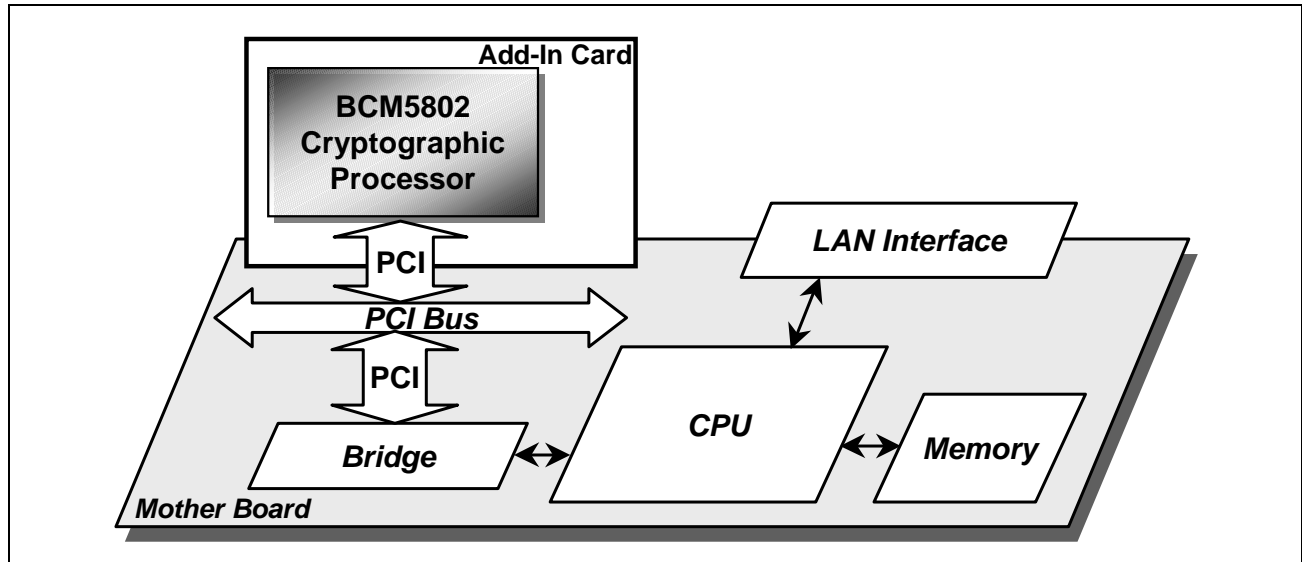 Add-In Card
BCM5802
Cryptographic
Processor
LAN Interface
PCI
PCI Bus
PCI
CPU
Bridge
Memory
Mother Board